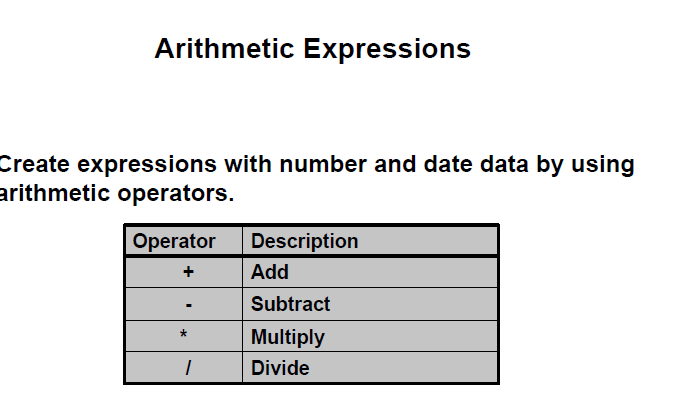 Arithmetic Expressions
Create expressions with number and date data by using
arithmetic operators.
Operator Description
+ Add
- Subtract
* Multiply
/ Divide